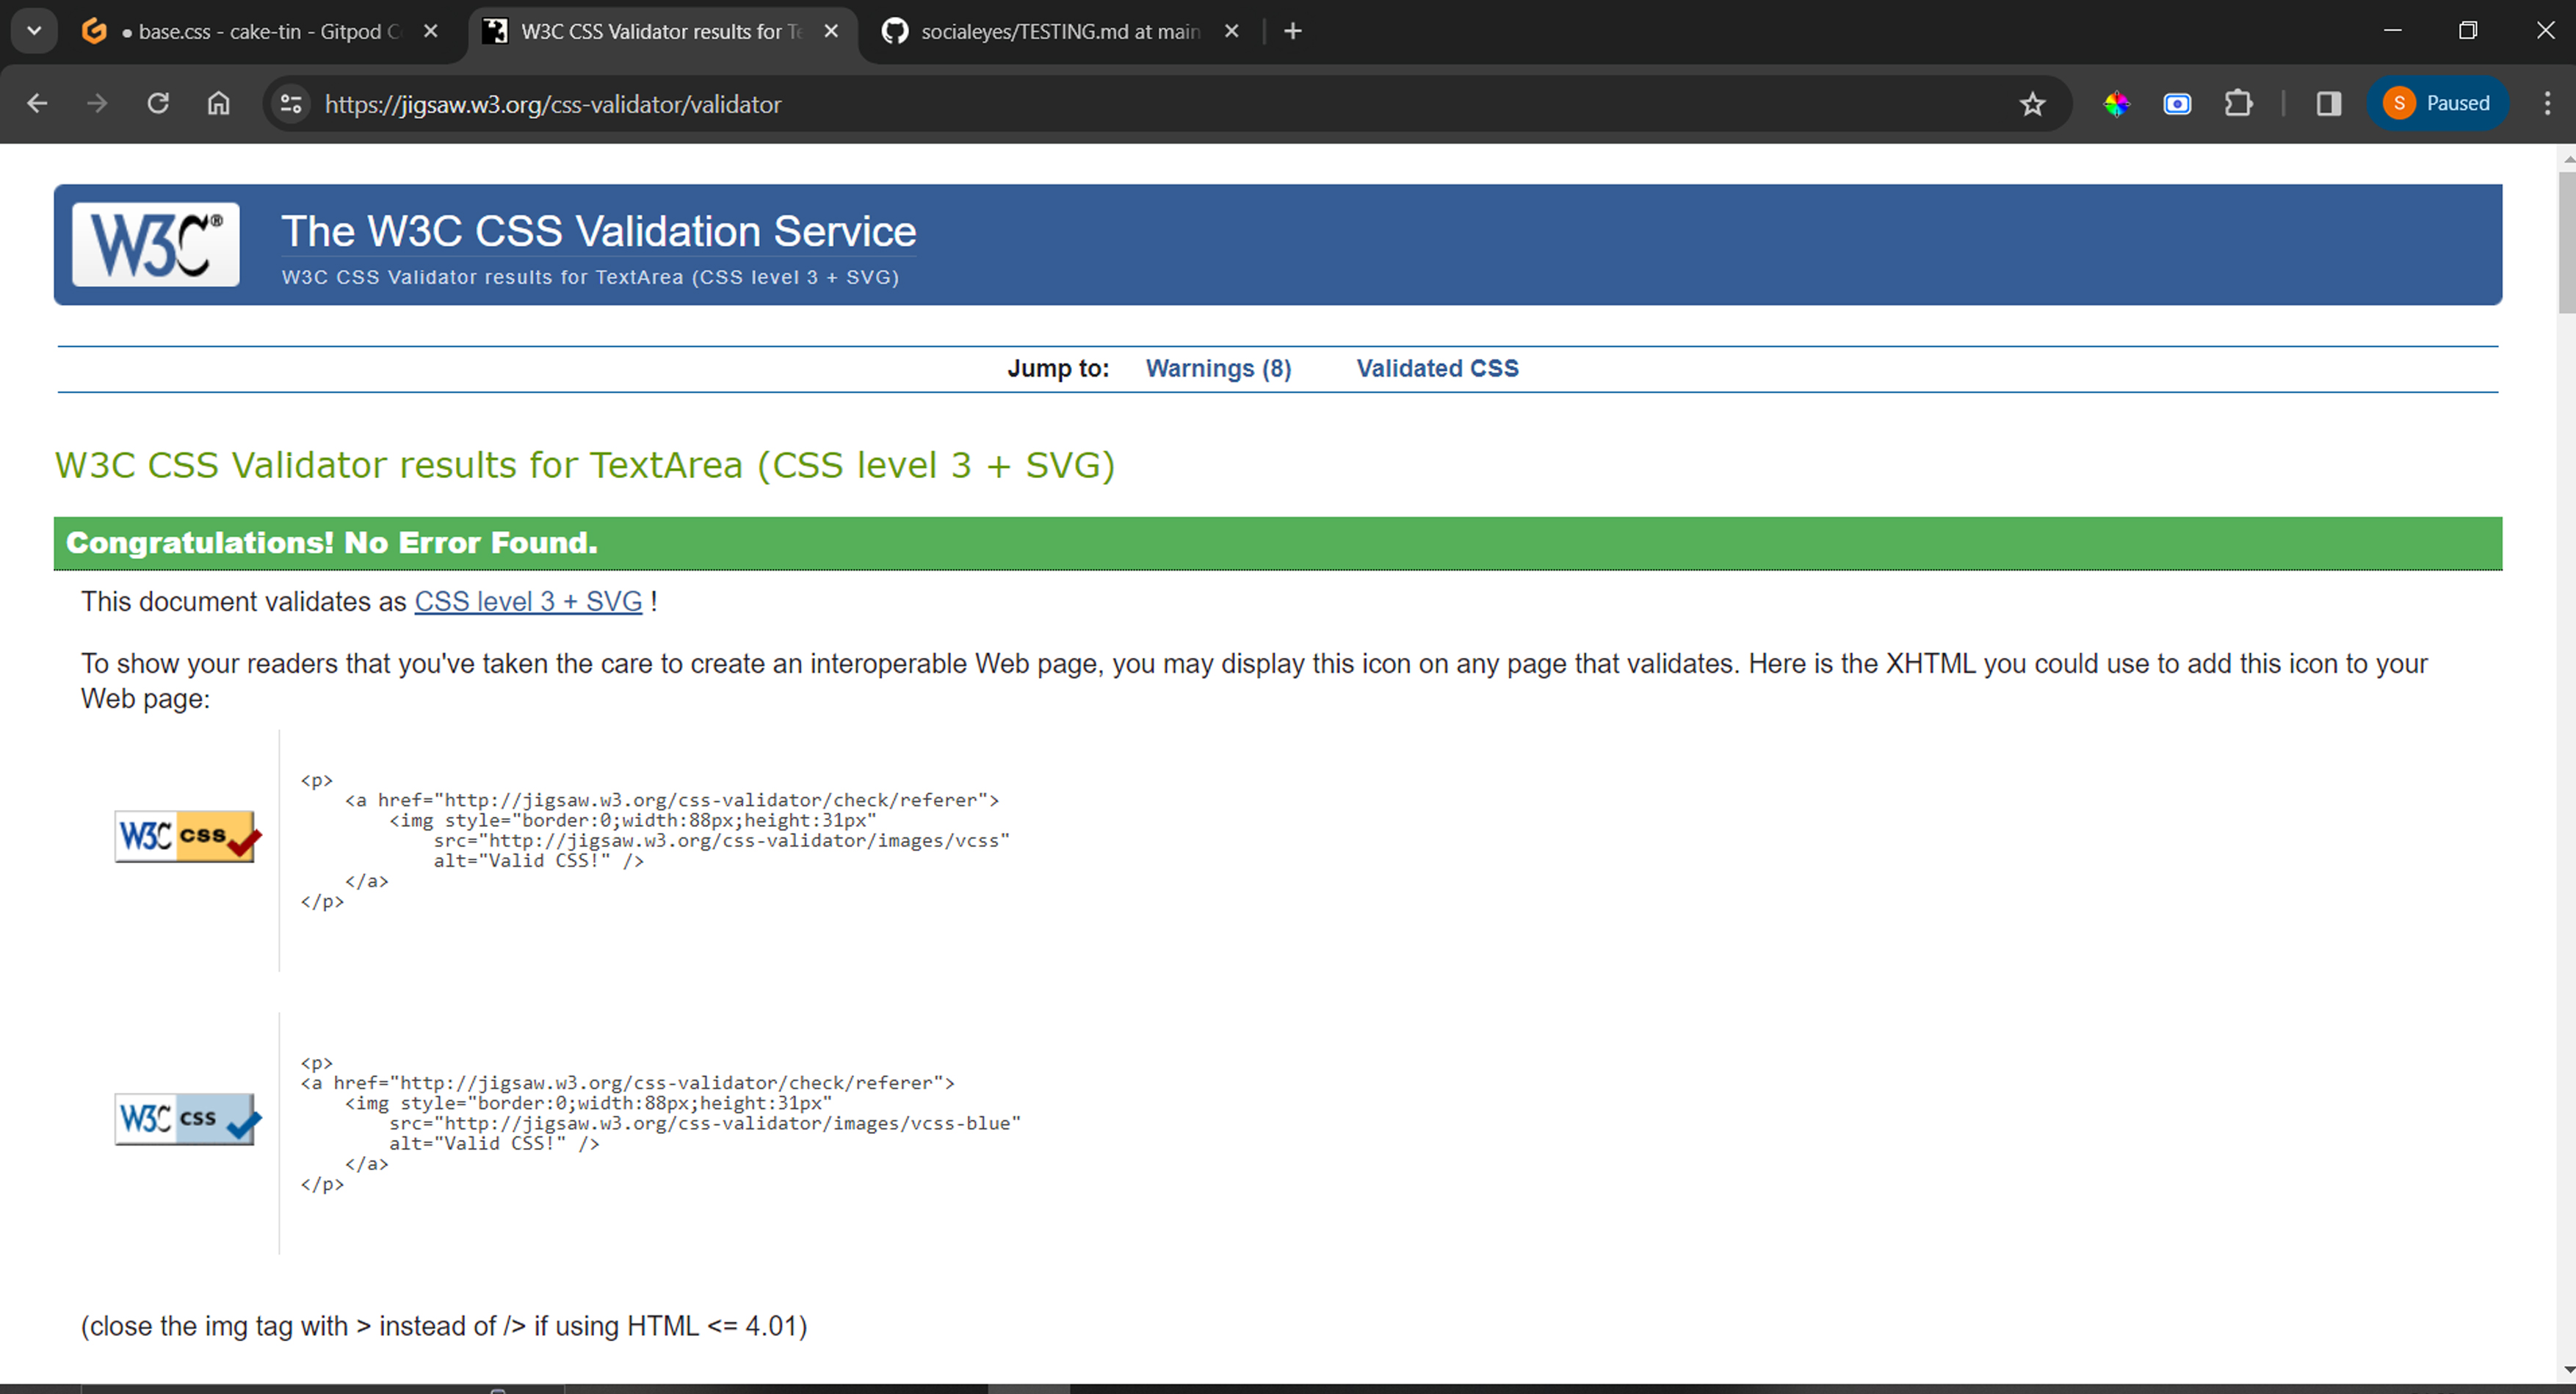 base.css - cake-tin - Gitpod
W3C CSS Validator results for
socialeyes/TESTING.md at main
https://jigsaw.w3.org/css-validator/validator
S
Paused
W3C®
The W3C CSS Validation Service
W3C CSS Validator results for TextArea (CSS level 3 + SVG)
Jump to: Warnings (8) Validated CSS
W3C CSS Validator results for TextArea (CSS level 3 + SVG)
Congratulations! No Error Found.
This document validates as CSS level 3 + SVG !
To show your readers that you've taken the care to create an interoperable Web page, you may display this icon on any page that validates. Here is the XHTML you could use to add this icon to your
Web page:
W3C css
<p>
<a href="http://jigsaw.w3.org/css-validator/check/referer">
<img style="border:0;width:88px;height:31px"
src="http://jigsaw.w3.org/css-validator/images/vcss"
alt="Valid CSS!" />
</a>
</p>
W3C css
<p>
<a href="http://jigsaw.w3.org/css-validator/check/referer">
<img style="border:0;width:88px;height:31px"
src="http://jigsaw.w3.org/css-validator/images/vcss-blue"
alt="Valid CSS!" />
</a>
</p>
(close the img tag with > instead of /> if using HTML <= 4.01)